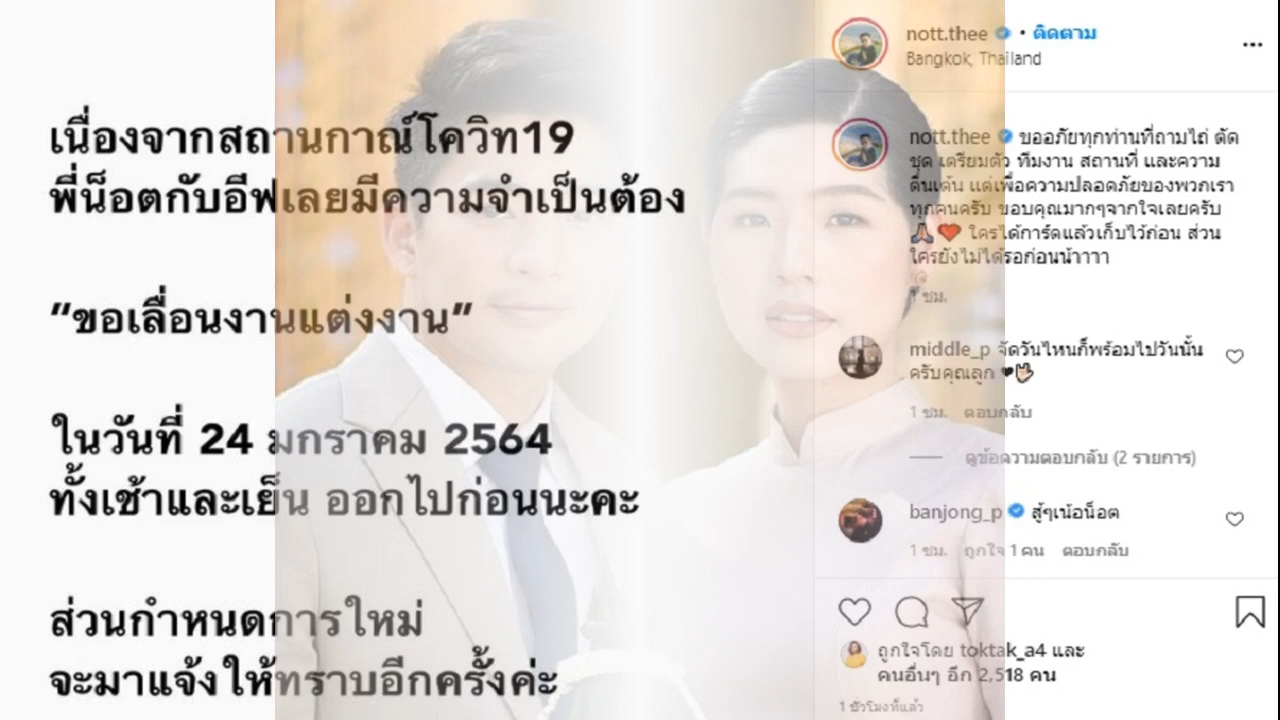 เนื่องจากสถานกาณ์โควิท19
พี่น็อตกับอีฟเลยมีความจำเป็นต้อง
"ขอเลื่อนงานแต่งงาน"
ในวันที่ 24 มกราคม 2564
ทั้งเช้าและเย็น ออกไปก่อนนะคะ
ส่วนกำหนดการใหม่
จะมาแจ้งให้ทราบอีกครั้งค่ะ
nott.thee • ติดตาม
Bangkok, Thailand
nott.thee ขออภัยทุกท่านที่ถามไถ่ ตัด
ชุด เตรียมตัว ทีมงาน สถานที่ และความ
ตื่นเต้น แต่เพื่อความปลอดภัยของพวกเรา
ทุกคนครับ ขอบคุณมากๆจากใจเลยครับ
🙏❤️ ใครได้การ์ดแล้วเก็บไว้ก่อน ส่วน
ใครยังไม่ได้รอก่อนน้าาาา
1 ชม.
middle_p จัดวันไหนก็พร้อมไปวันนั้น
ครับคุณลูก
1 ชม. ตอบกลับ
ดูข้อความตอบกลับ (2 รายการ)
banjong_p สู้ๆเน้อน็อต
1 ชม. ถูกใจ 1 คน ตอบกลับ
ถูกใจโดย toktak_a4 และ
คนอื่นๆ อีก 2,518 คน
1 ชั่วโมงที่แล้ว